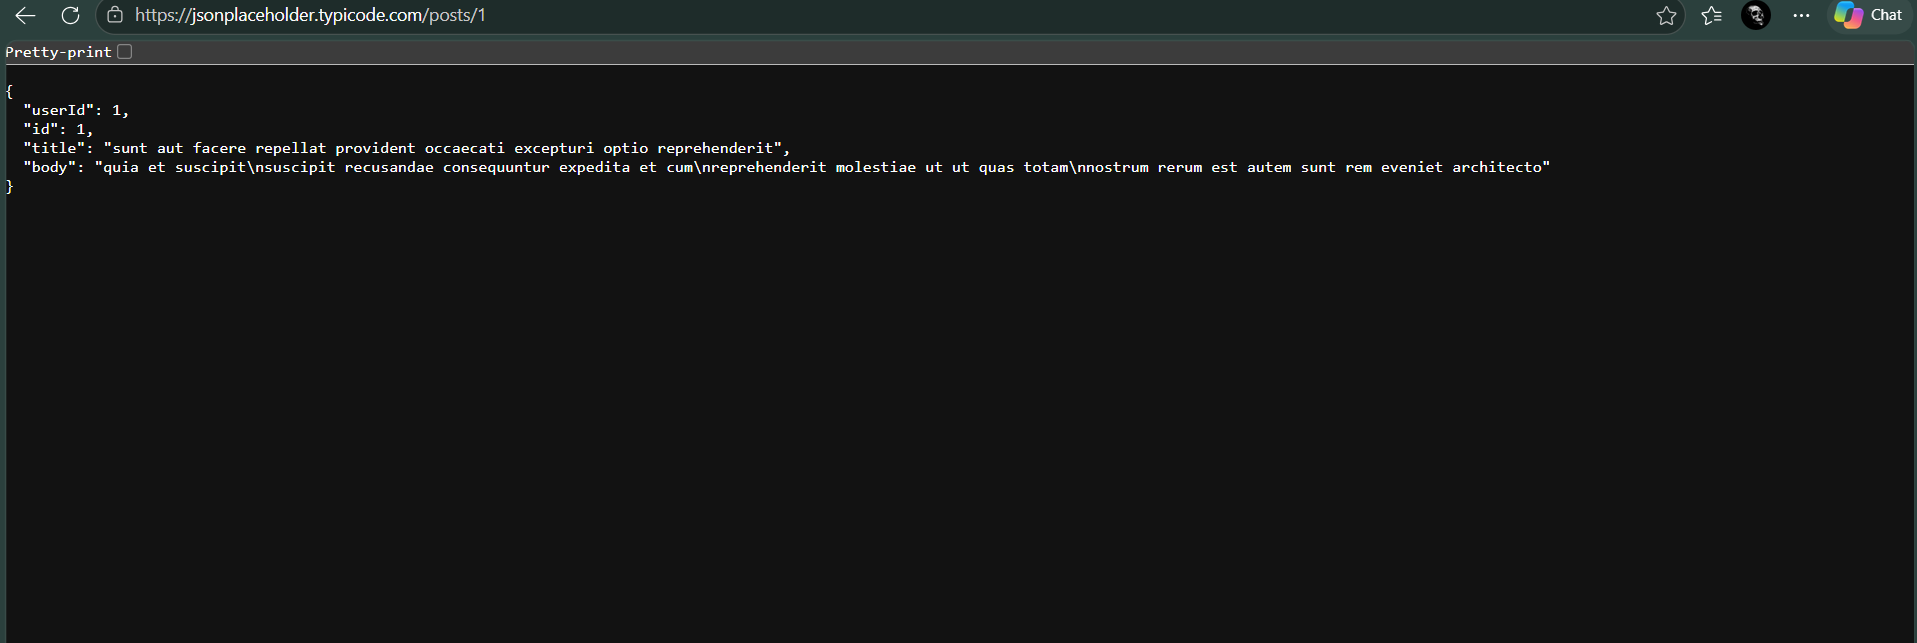 https://jsonplaceholder.typicode.com/posts/1
Chat
Pretty-print
{
  "userId": 1,
  "id": 1,
  "title": "sunt aut facere repellat provident occaecati excepturi optio reprehenderit",
  "body": "quia et suscipit\nsuscipit recusandae consequuntur expedita et cum\nreprehenderit molestiae ut ut quas totam\nnostrum rerum est autem sunt rem eveniet architecto"
}